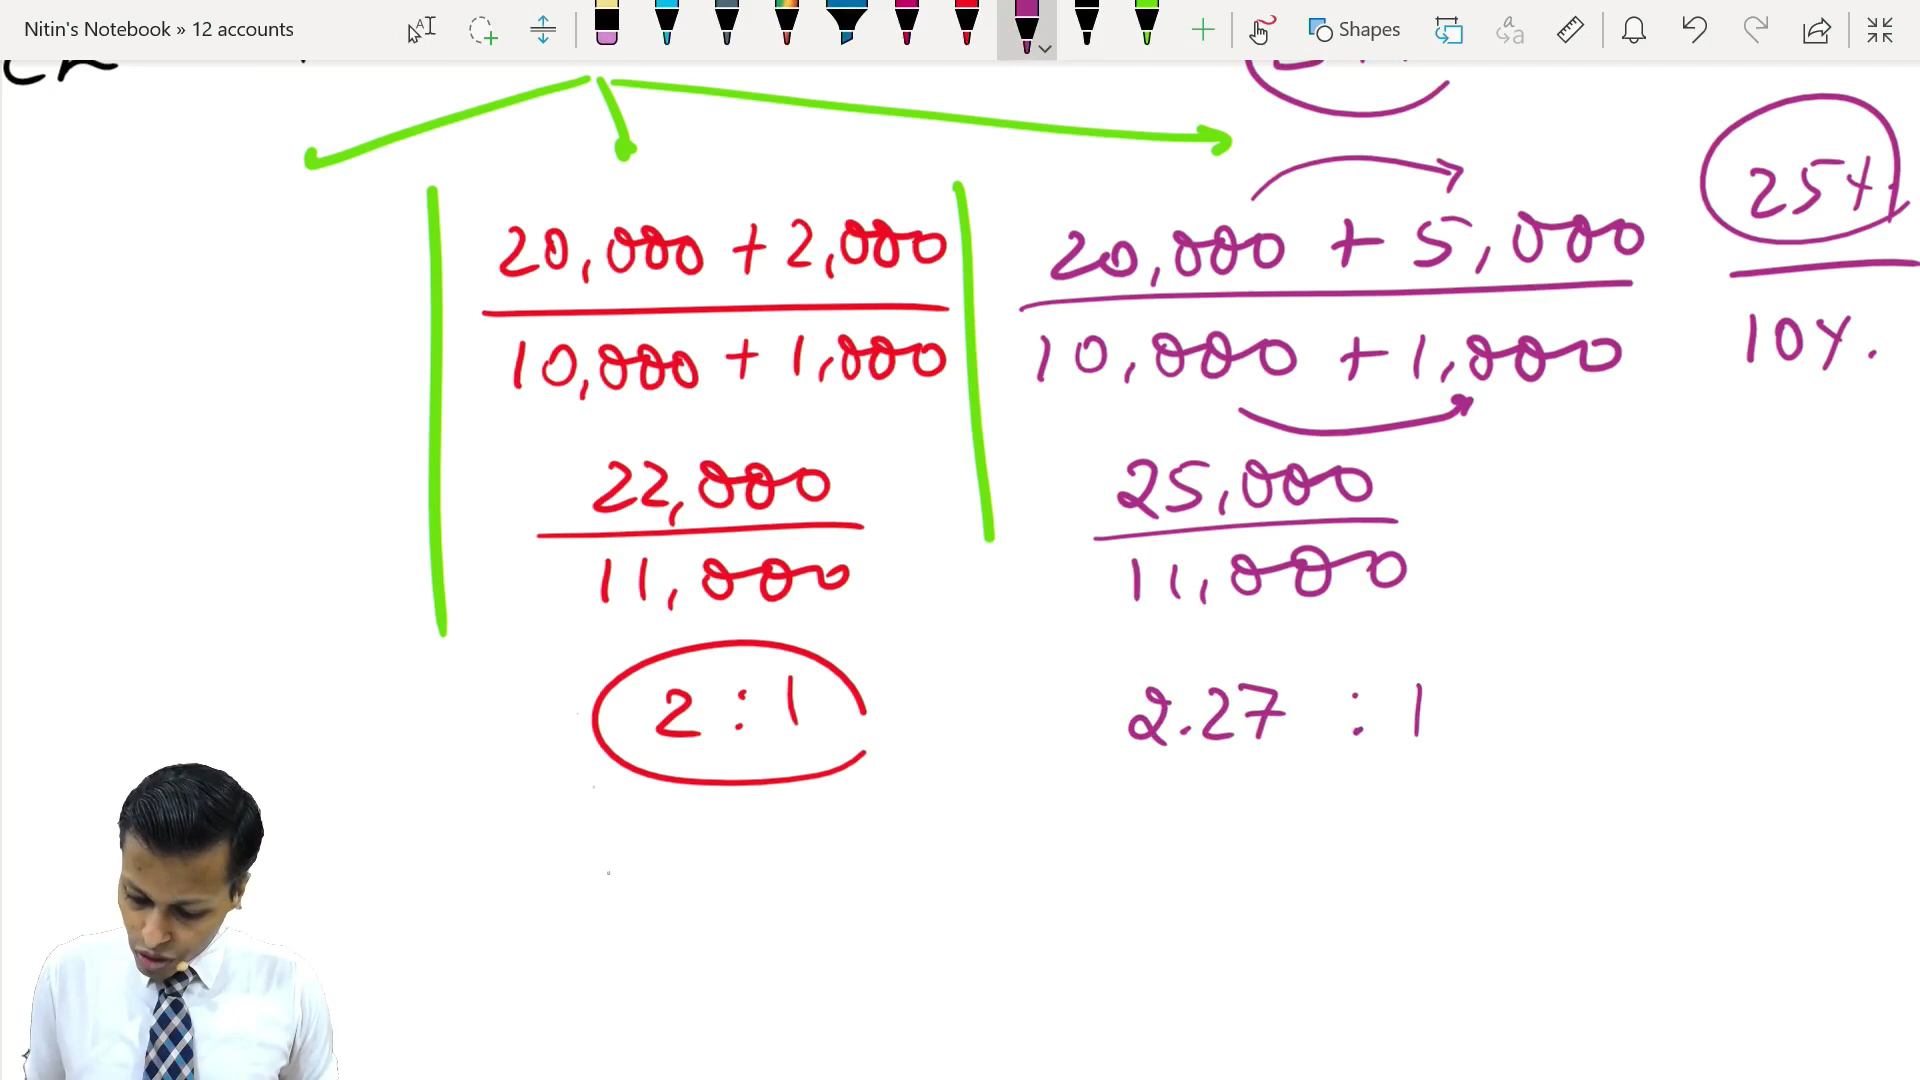 Nitin's Notebook » 12 accounts
Shapes
20,000 + 2,000
10,000 + 1,000
22,000
11,000
2 : 1
20,000 + 5,000
10,000 + 1,000
25,000
11,000
2.27 : 1
25%
10%.